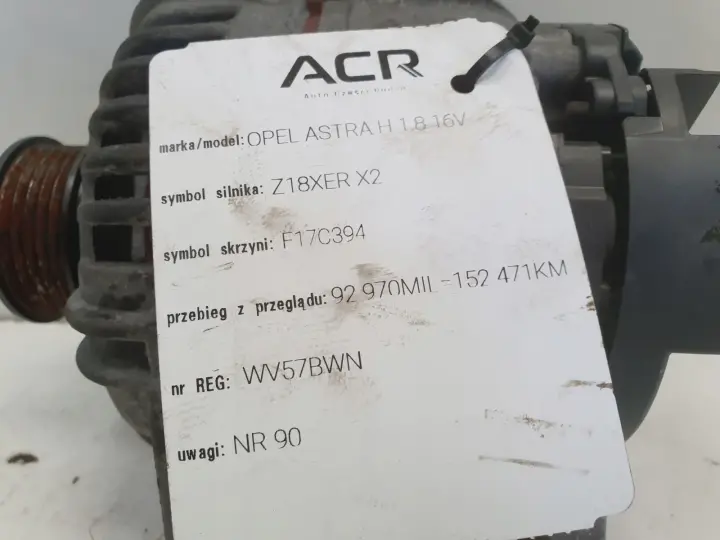 ACR
marka/model: OPEL ASTRA H 1.8 16V
symbol silnika: Z18XER X2
symbol skrzyni: F17C394
przebieg z przeglądu: 92 970MIL-152 471KM
nr REG: WV57BWN
uwagi: NR 90